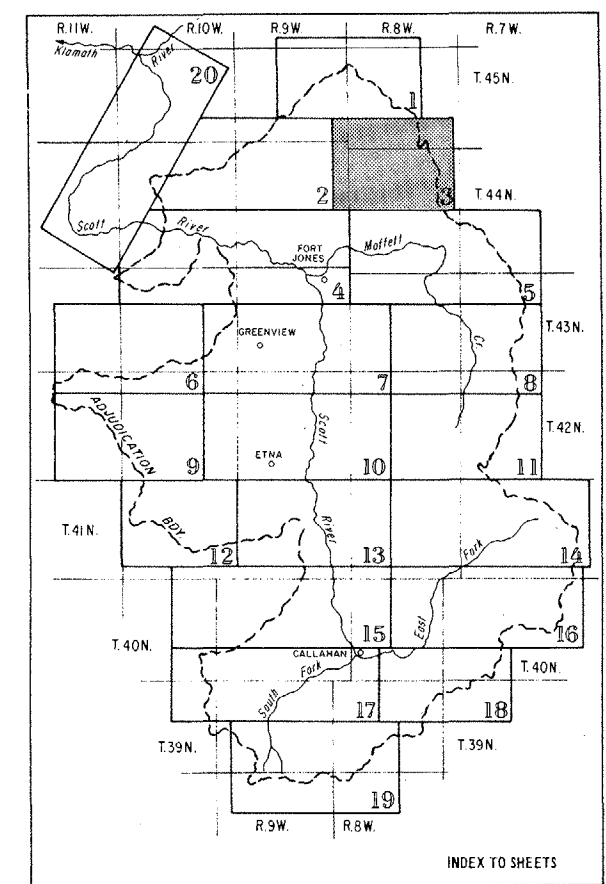 R.11W. R.10W. R.9W. R.8W. R.7W.
Klamath River
20
T.45N.
1
2
3
T.44N.
Scott River
FORT JONES
Moffett
4
5
GREENVIEW
Cr.
T.43N.
6
7
8
ADJUDICATION
Scott
T.42N.
ETNA
9
10
11
BDY.
River
T.41N.
12
13
Fork
14
East
T.40N.
15
16
CALLAHAN
Fork
South
T.40N.
17
18
T.39N.
T.39N.
19
R.9W. R.8W.
INDEX TO SHEETS